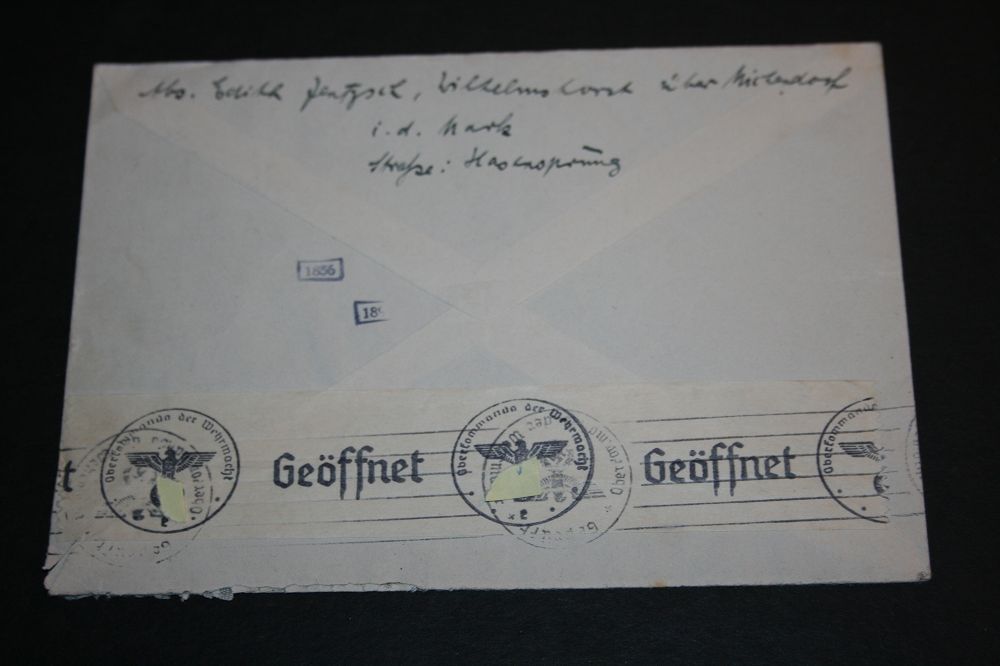 Abs. Edith Jentzsch, Wilhelmshorst über Michendorf
i. d. Mark
Straße: Hasensprung
1856
18
Oberkommando der Wehrmacht
Geöffnet
Oberkommando der Wehrmacht
Geöffnet
Oberkommando